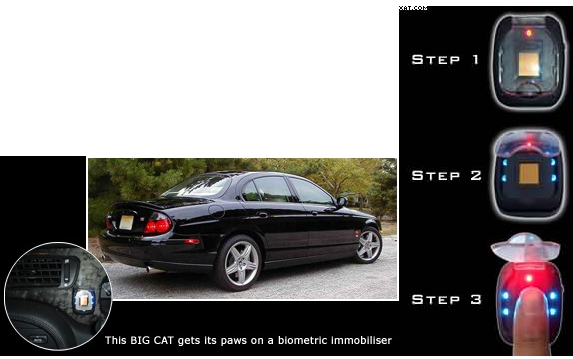 STEP 1
STEP 2
STEP 3
This BIG CAT gets its paws on a biometric immobiliser